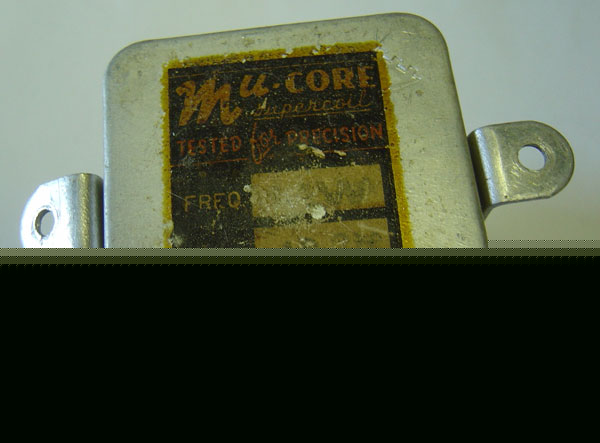 Mu-CORE
Supercoil
TESTED for PRECISION
FREQ.